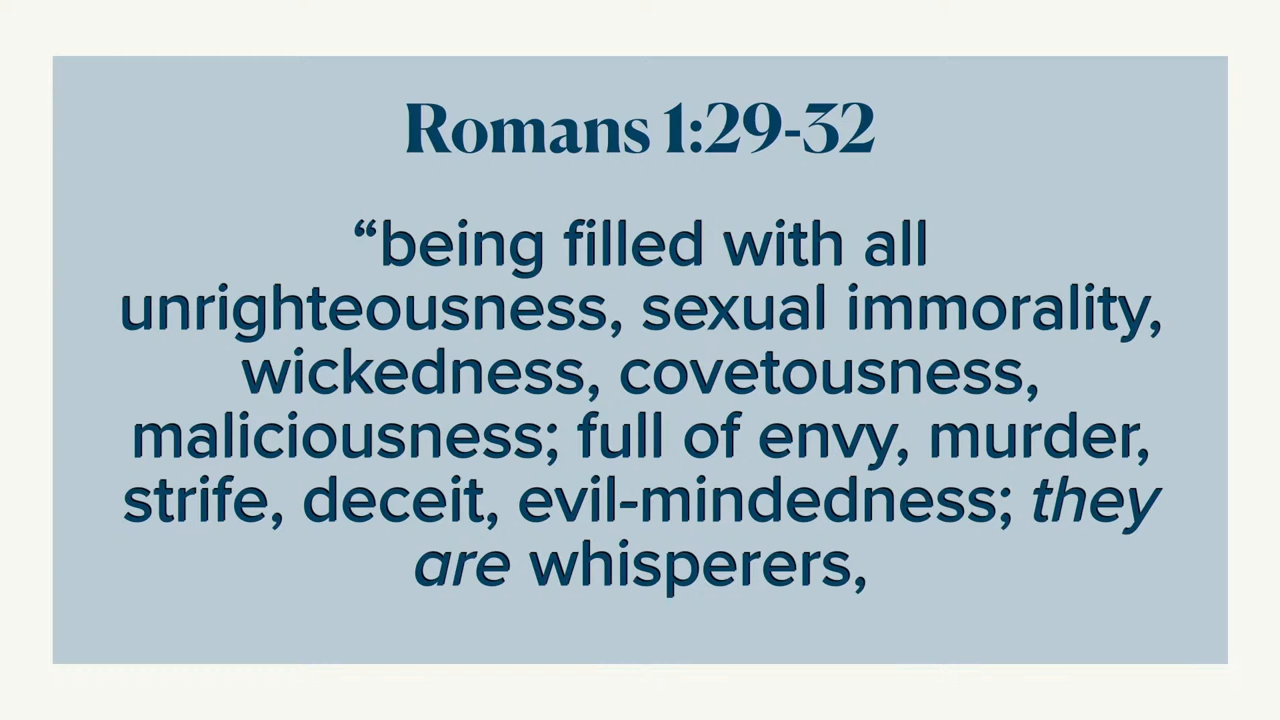 Romans 1:29-32
“being filled with all
unrighteousness, sexual immorality,
wickedness, covetousness,
maliciousness; full of envy, murder,
strife, deceit, evil-mindedness; they
are whisperers,